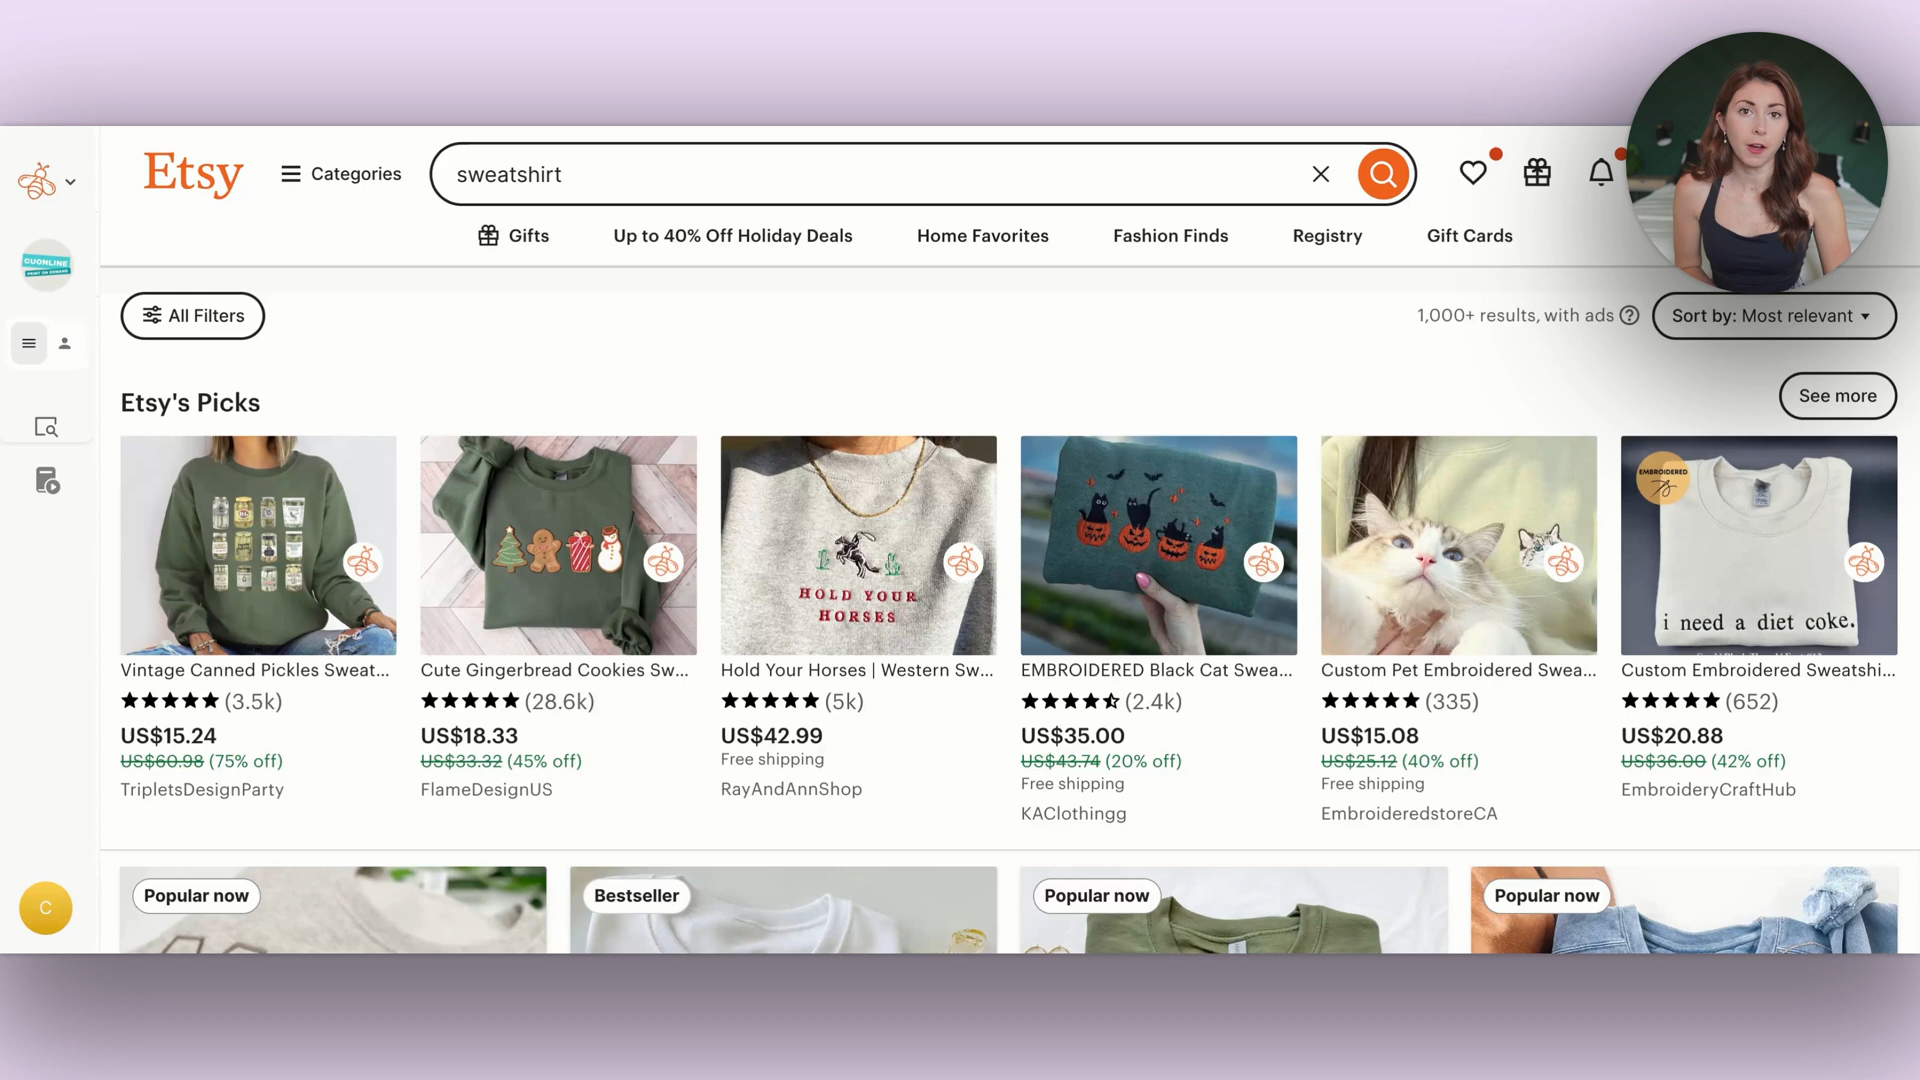 Etsy
Categories
sweatshirt
Gifts
Up to 40% Off Holiday Deals
Home Favorites
Fashion Finds
Registry
Gift Cards
CUONLINE
PRINT ON DEMAND
All Filters
1,000+ results, with ads
Sort by: Most relevant
Etsy's Picks
See more
HOLD YOUR
HORSES
EMBROIDERED
i need a diet coke.
Vintage Canned Pickles Sweat...
(3.5k)
US$15.24
US$60.98 (75% off)
TripletsDesignParty
Cute Gingerbread Cookies Sw...
(28.6k)
US$18.33
US$33.32 (45% off)
FlameDesignUS
Hold Your Horses | Western Sw...
(5k)
US$42.99
Free shipping
RayAndAnnShop
EMBROIDERED Black Cat Swea...
(2.4k)
US$35.00
US$43.74 (20% off)
Free shipping
KAClothingg
Custom Pet Embroidered Swea...
(335)
US$15.08
US$25.12 (40% off)
Free shipping
EmbroideredstoreCA
Custom Embroidered Sweatshi...
(652)
US$20.88
US$36.00 (42% off)
EmbroideryCraftHub
Popular now
Bestseller
Popular now
Popular now
C